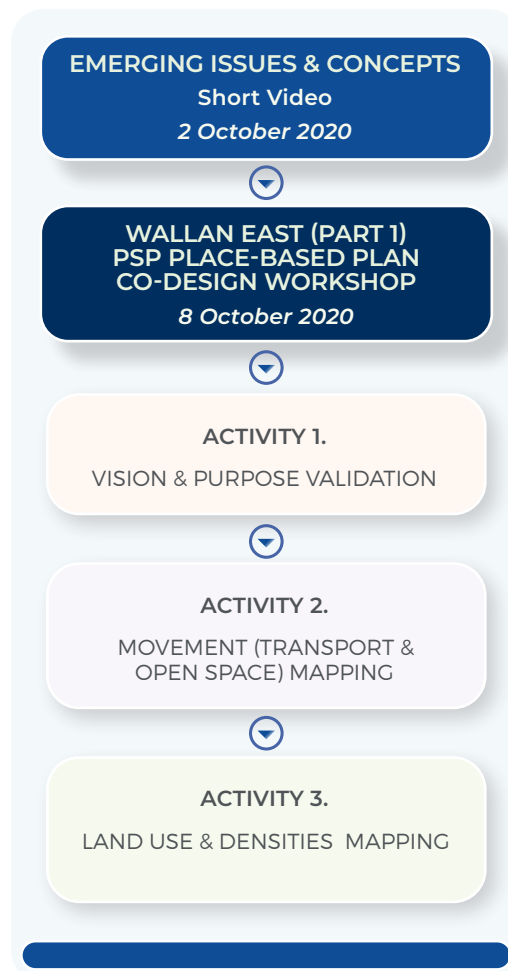 EMERGING ISSUES & CONCEPTS
Short Video
2 October 2020
WALLAN EAST (PART 1)
PSP PLACE-BASED PLAN
CO-DESIGN WORKSHOP
8 October 2020
ACTIVITY 1.
VISION & PURPOSE VALIDATION
ACTIVITY 2.
MOVEMENT (TRANSPORT &
OPEN SPACE) MAPPING
ACTIVITY 3.
LAND USE & DENSITIES MAPPING